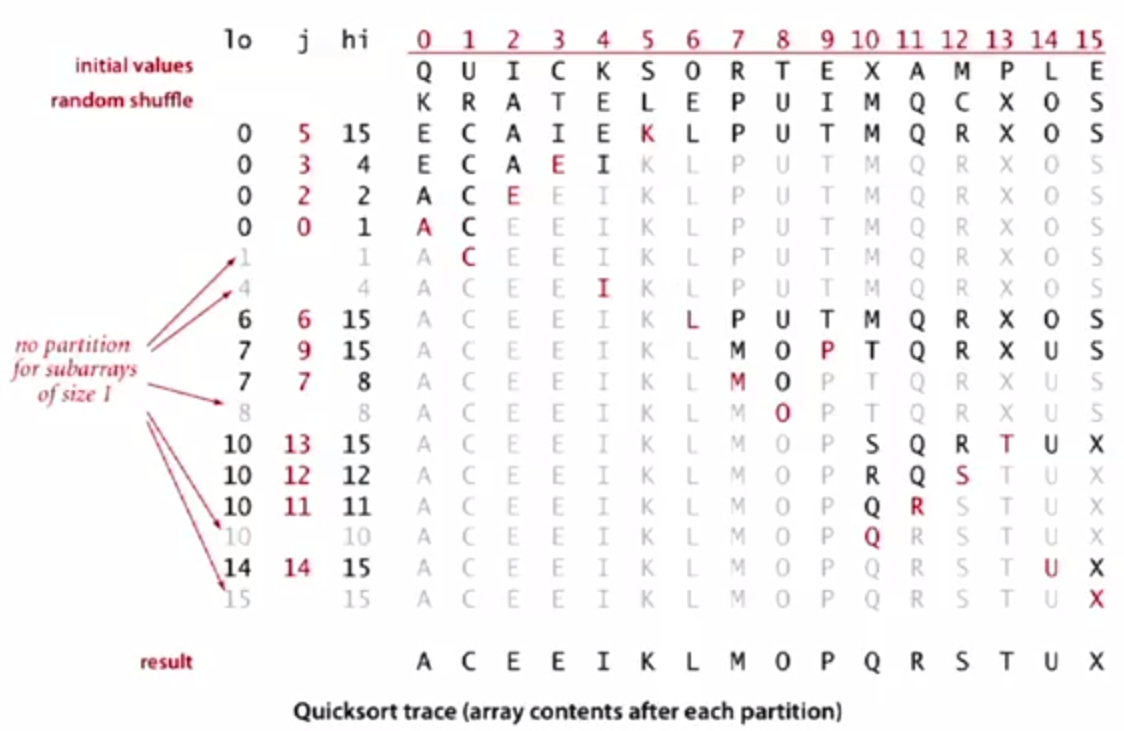 lo j hi 0 1 2 3 4 5 6 7 8 9 10 11 12 13 14 15
initial values Q U I C K S O R T E X A M P L E
random shuffle K R A T E L E P U I M Q C X O S
0 5 15 E C A I E K L P U T M Q R X O S
0 3 4 E C A E I K L P U T M Q R X O S
0 2 2 A C E E I K L P U T M Q R X O S
0 0 1 A C E E I K L P U T M Q R X O S
1 1 A C E E I K L P U T M Q R X O S
4 4 A C E E I K L P U T M Q R X O S
6 6 15 A C E E I K L P U T M Q R X O S
no partition
for subarrays
of size 1
7 9 15 A C E E I K L M O P T Q R X U S
7 7 8 A C E E I K L M O P T Q R X U S
8 8 A C E E I K L M O P T Q R X U S
10 13 15 A C E E I K L M O P S Q R T U X
10 12 12 A C E E I K L M O P R Q S T U X
10 11 11 A C E E I K L M O P Q R S T U X
10 10 A C E E I K L M O P Q R S T U X
14 14 15 A C E E I K L M O P Q R S T U X
15 15 A C E E I K L M O P Q R S T U X
result A C E E I K L M O P Q R S T U X
Quicksort trace (array contents after each partition)